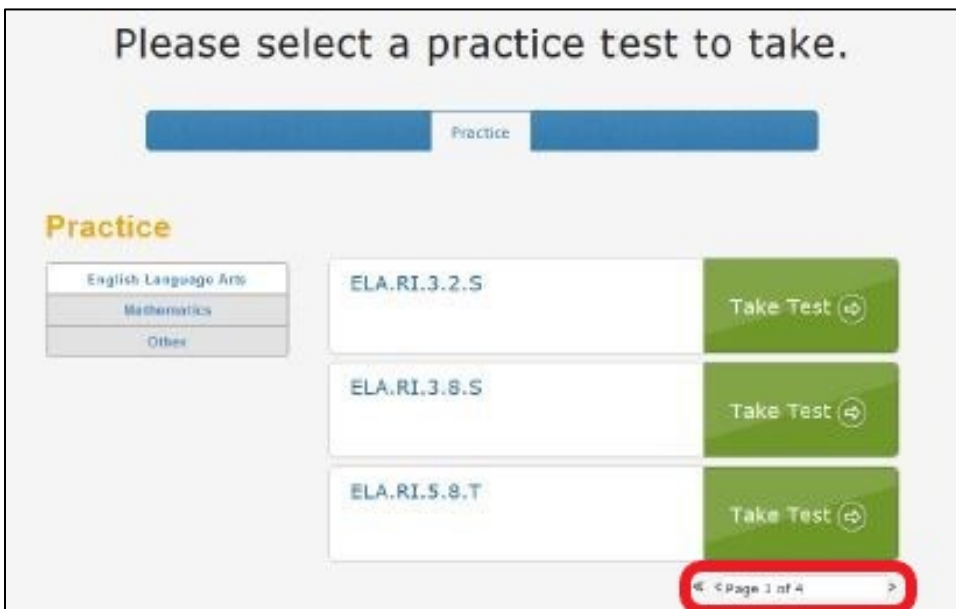 Please select a practice test to take.
Practice
Practice
English Language Arts
Mathematics
Other
ELA.RI.3.2.S
Take Test
ELA.RI.3.8.S
Take Test
ELA.RI.5.8.T
Take Test
« < Page 1 of 4 >